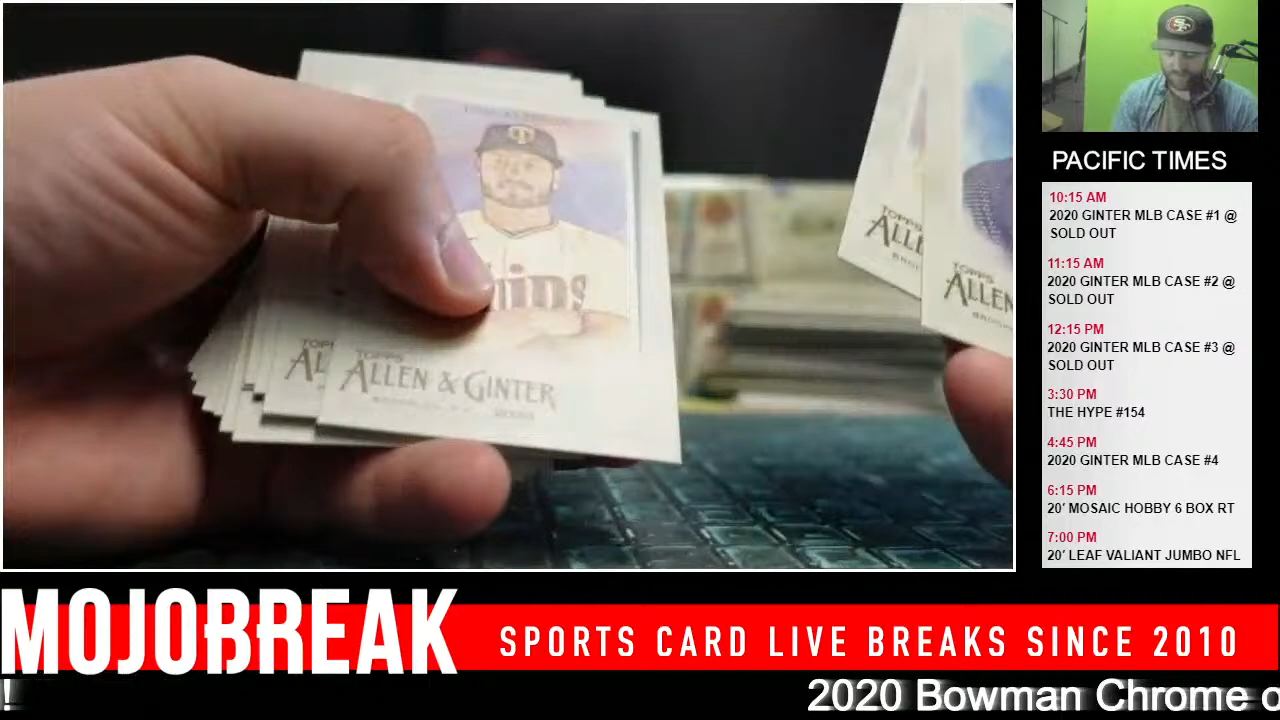 T
ins
TOPPS
ALLEN & GINTER
TOPPS
TOPPS
ALLEN
PACIFIC TIMES
10:15 AM
2020 GINTER MLB CASE #1 @
SOLD OUT
11:15 AM
2020 GINTER MLB CASE #2 @
SOLD OUT
12:15 PM
2020 GINTER MLB CASE #3 @
SOLD OUT
3:30 PM
THE HYPE #154
4:45 PM
2020 GINTER MLB CASE #4
6:15 PM
20' MOSAIC HOBBY 6 BOX RT
7:00 PM
20' LEAF VALIANT JUMBO NFL
MOJOBREAK
SPORTS CARD LIVE BREAKS SINCE 2010
! 2020 Bowman Chrome